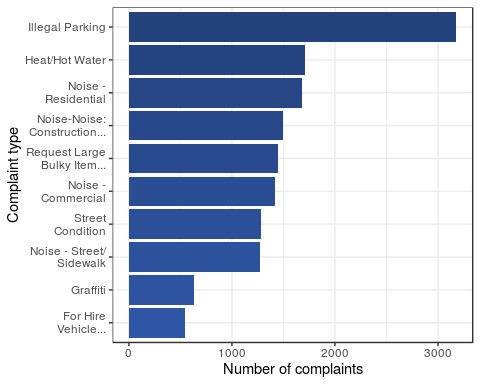 Illegal Parking
Heat/Hot Water
Noise -
Residential
Noise-Noise:
Construction...
Request Large
Bulky Item...
Noise -
Commercial
Street
Condition
Noise - Street/
Sidewalk
Graffiti
For Hire
Vehicle...
Complaint type
0 1000 2000 3000
Number of complaints